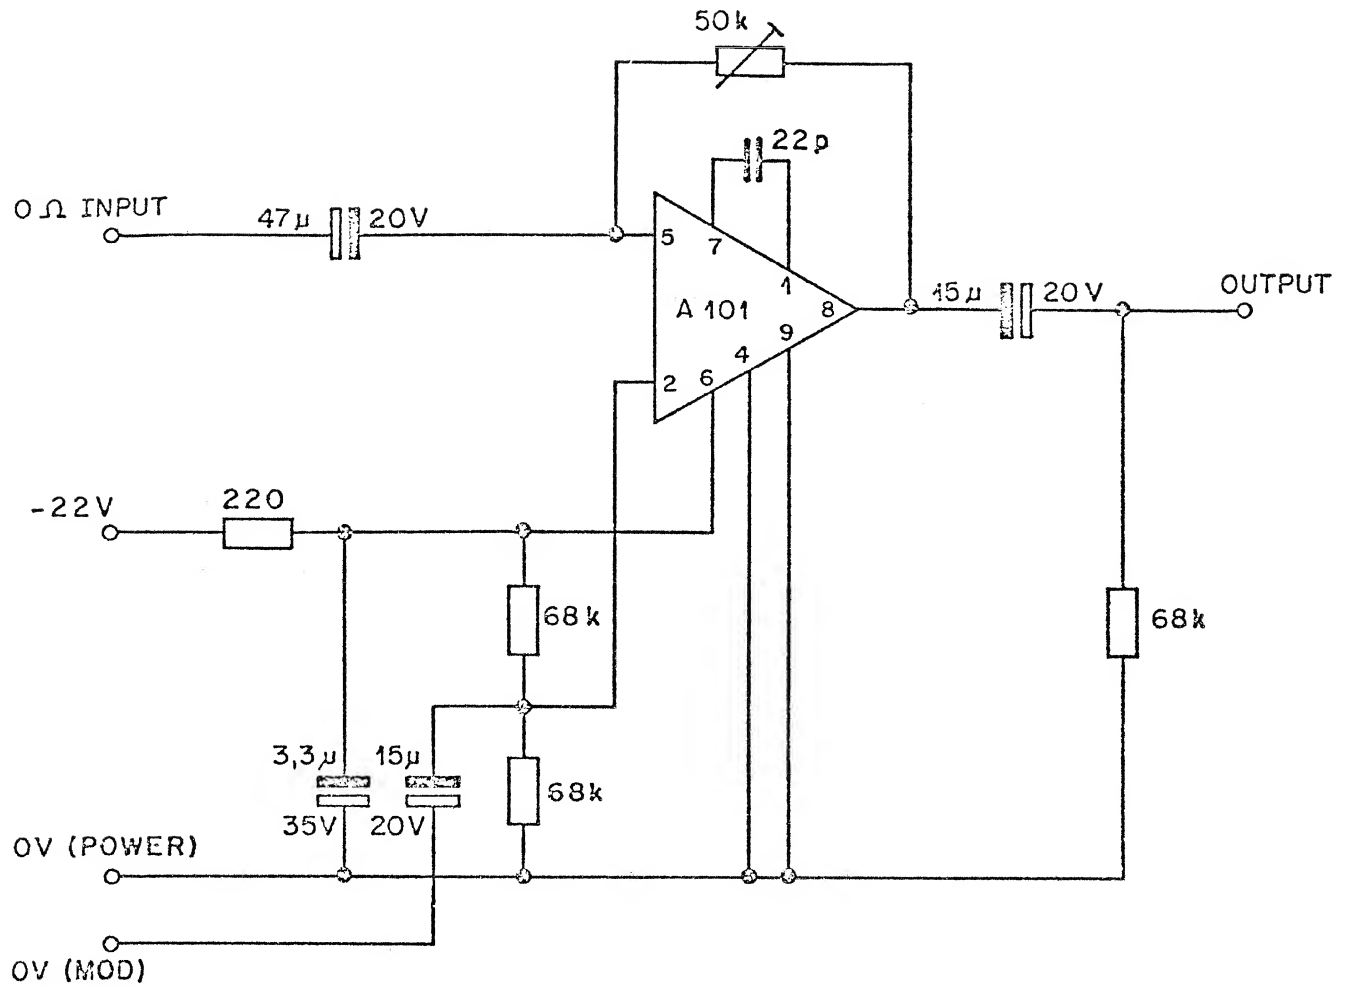 50k
22p
0Ω INPUT
47µ 20V
5
7
1
A 101
8
15µ 20V
OUTPUT
9
4
2
6
-22V
220
68k
68k
3,3µ
15µ
68k
35V
20V
0V (POWER)
0V (MOD)